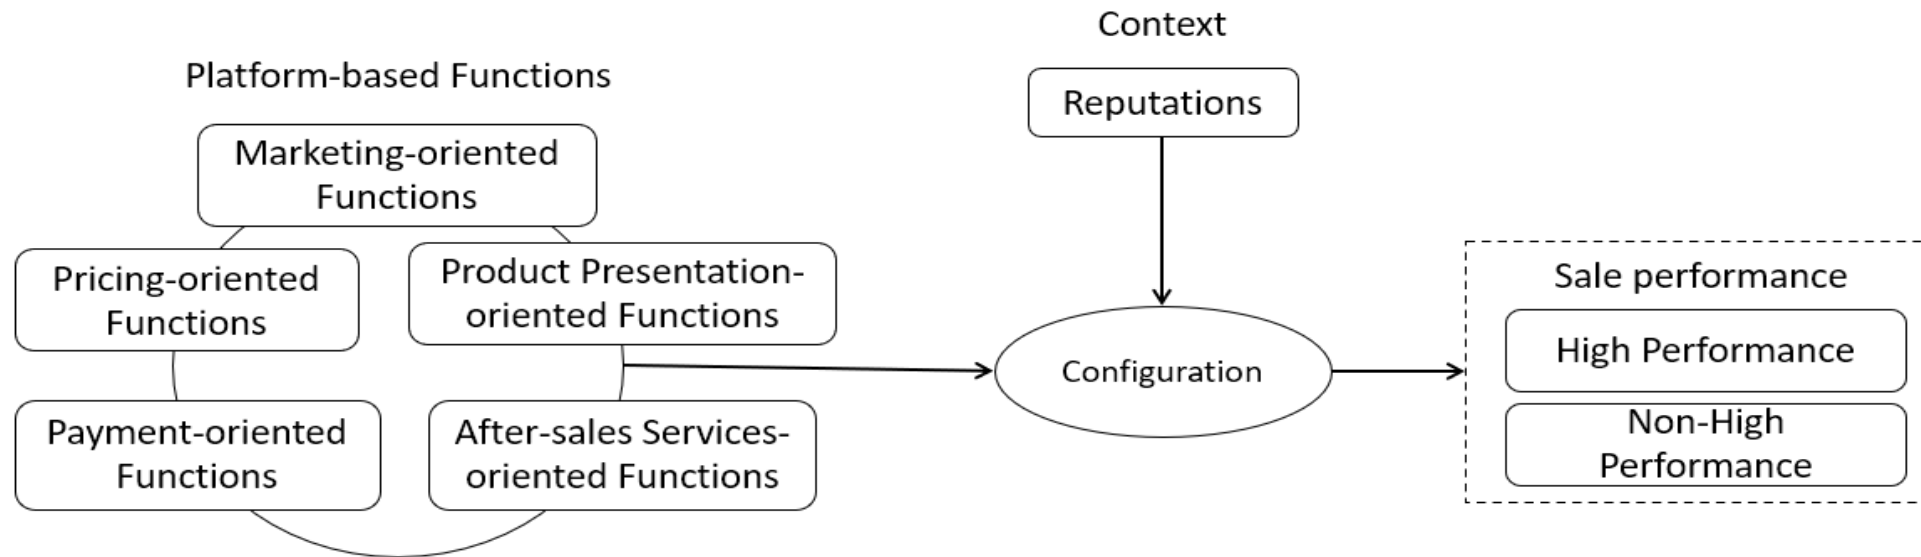 Context
Platform-based Functions
Reputations
Marketing-oriented
Functions
Pricing-oriented
Functions
Product Presentation-
oriented Functions
Payment-oriented
Functions
After-sales Services-
oriented Functions
Configuration
Sale performance
High Performance
Non-High
Performance